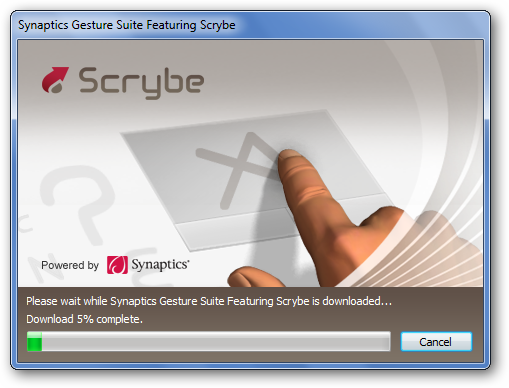 Synaptics Gesture Suite Featuring Scrybe
Scrybe
Powered by Synaptics
Please wait while Synaptics Gesture Suite Featuring Scrybe is downloaded...
Download 5% complete.
Cancel